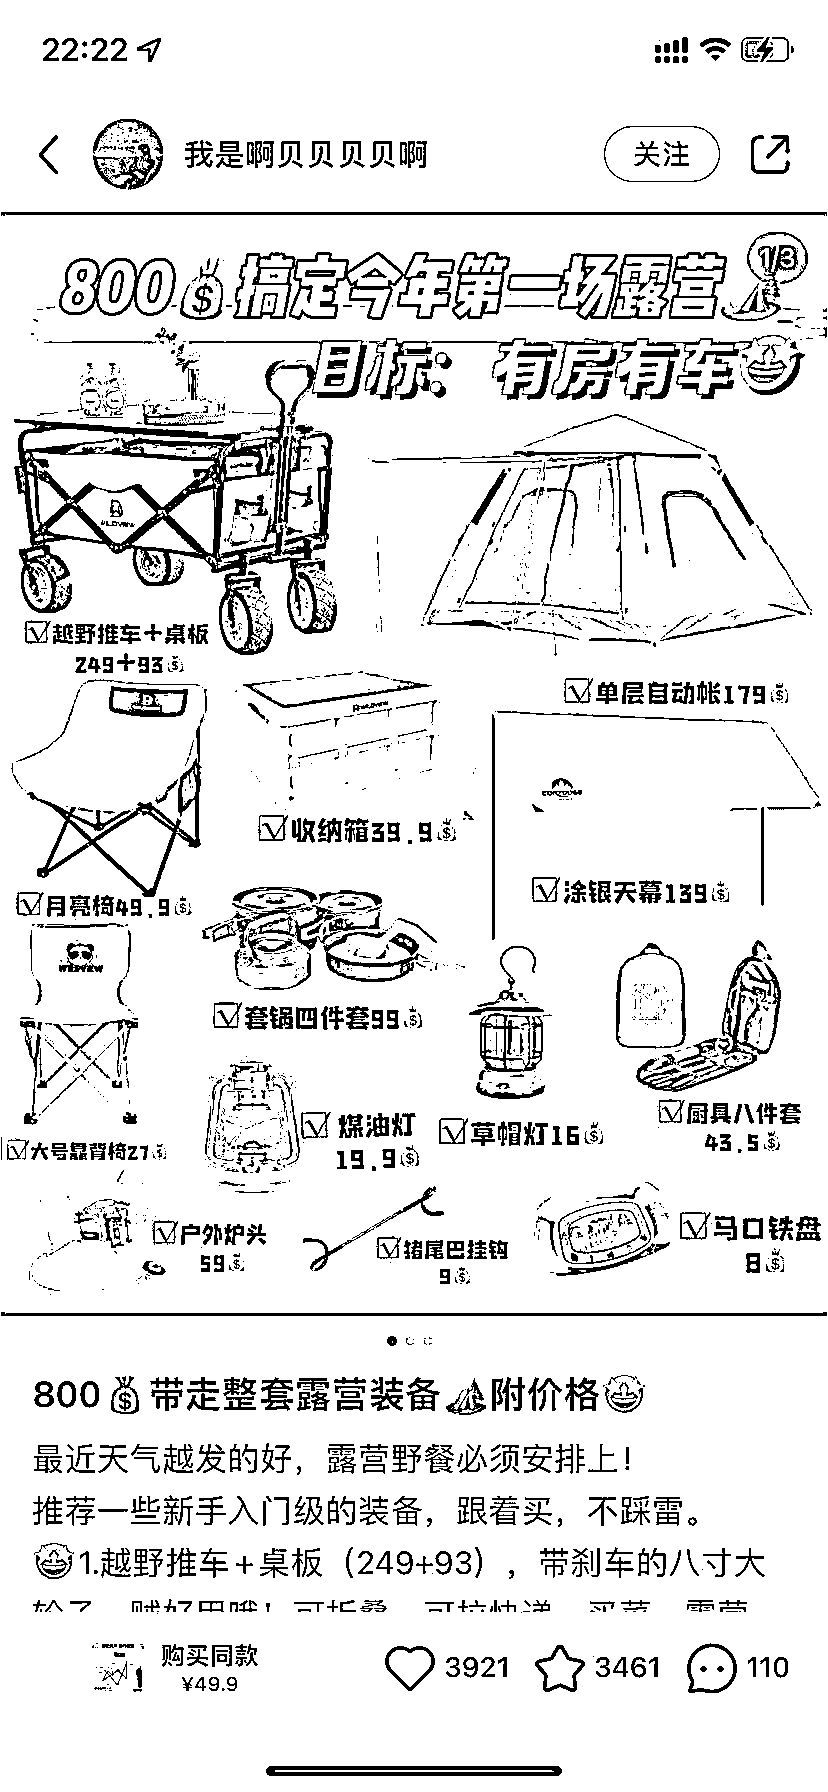 22:22
我是啊贝贝贝贝啊
关注
1/3
800💰搞定今年第一场露营⛺
目标：有房有车🤩
越野推车+桌板
249+93💰
单层自动帐179💰
收纳箱39.9💰
涂银天幕139💰
月亮椅49.9💰
套锅四件套99💰
厨具八件套
43.5💰
大号靠背椅27💰
煤油灯
19.9💰
草帽灯16💰
户外炉头
59💰
猪尾巴挂钩
9💰
马口铁盘
8💰
800💰带走整套露营装备⛺附价格🤩
最近天气越发的好，露营野餐必须安排上！
推荐一些新手入门级的装备，跟着买，不踩雷。
🤩1.越野推车+桌板（249+93），带刹车的八寸大
购买同款
¥49.9
3921
3461
110